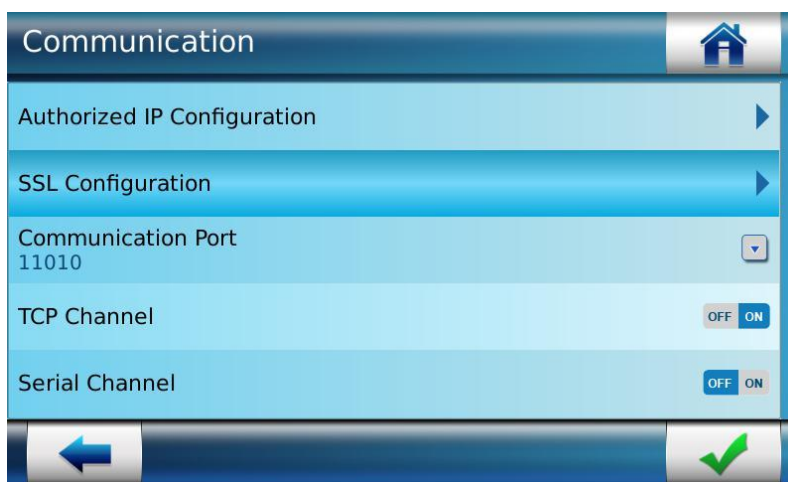 Communication
Authorized IP Configuration
SSL Configuration
Communication Port
11010
TCP Channel
OFF ON
Serial Channel
OFF ON